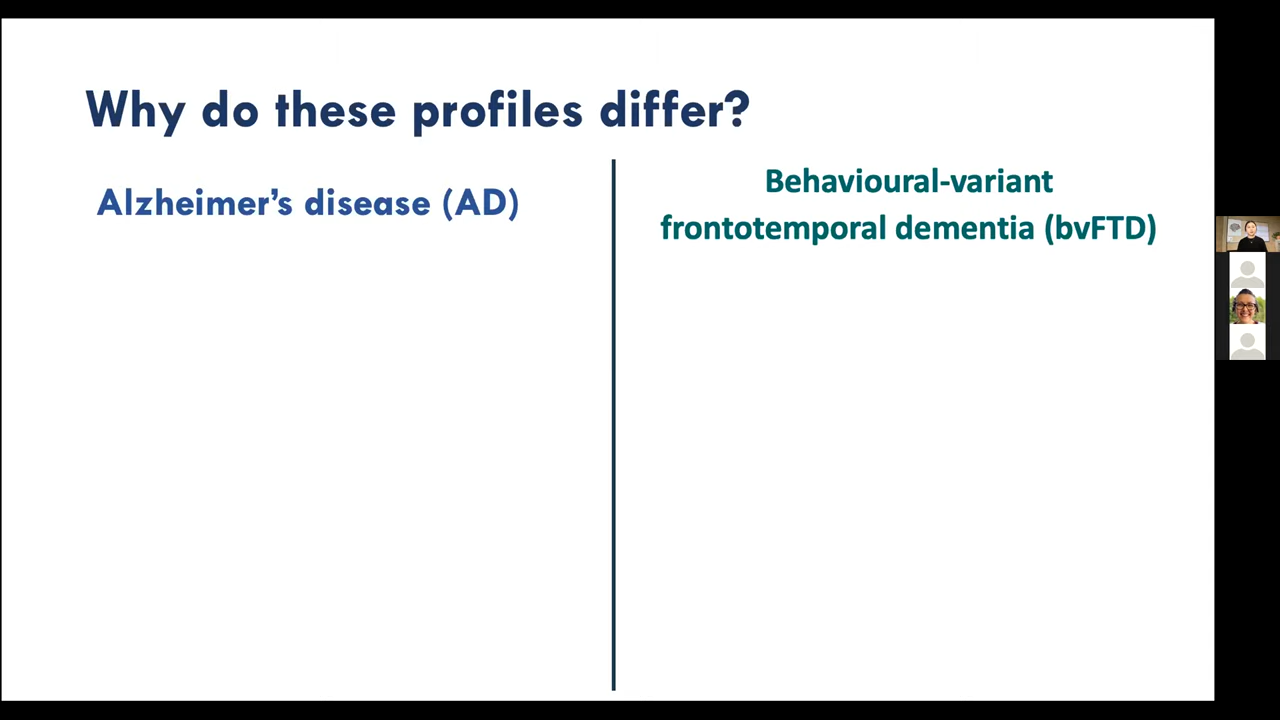 Why do these profiles differ?
Alzheimer’s disease (AD)
Behavioural-variant
frontotemporal dementia (bvFTD)